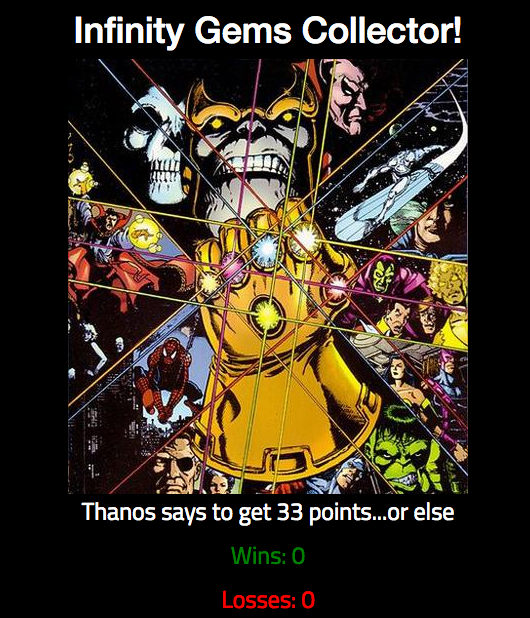 Infinity Gems Collector!
Thanos says to get 33 points...or else
Wins: 0
Losses: 0